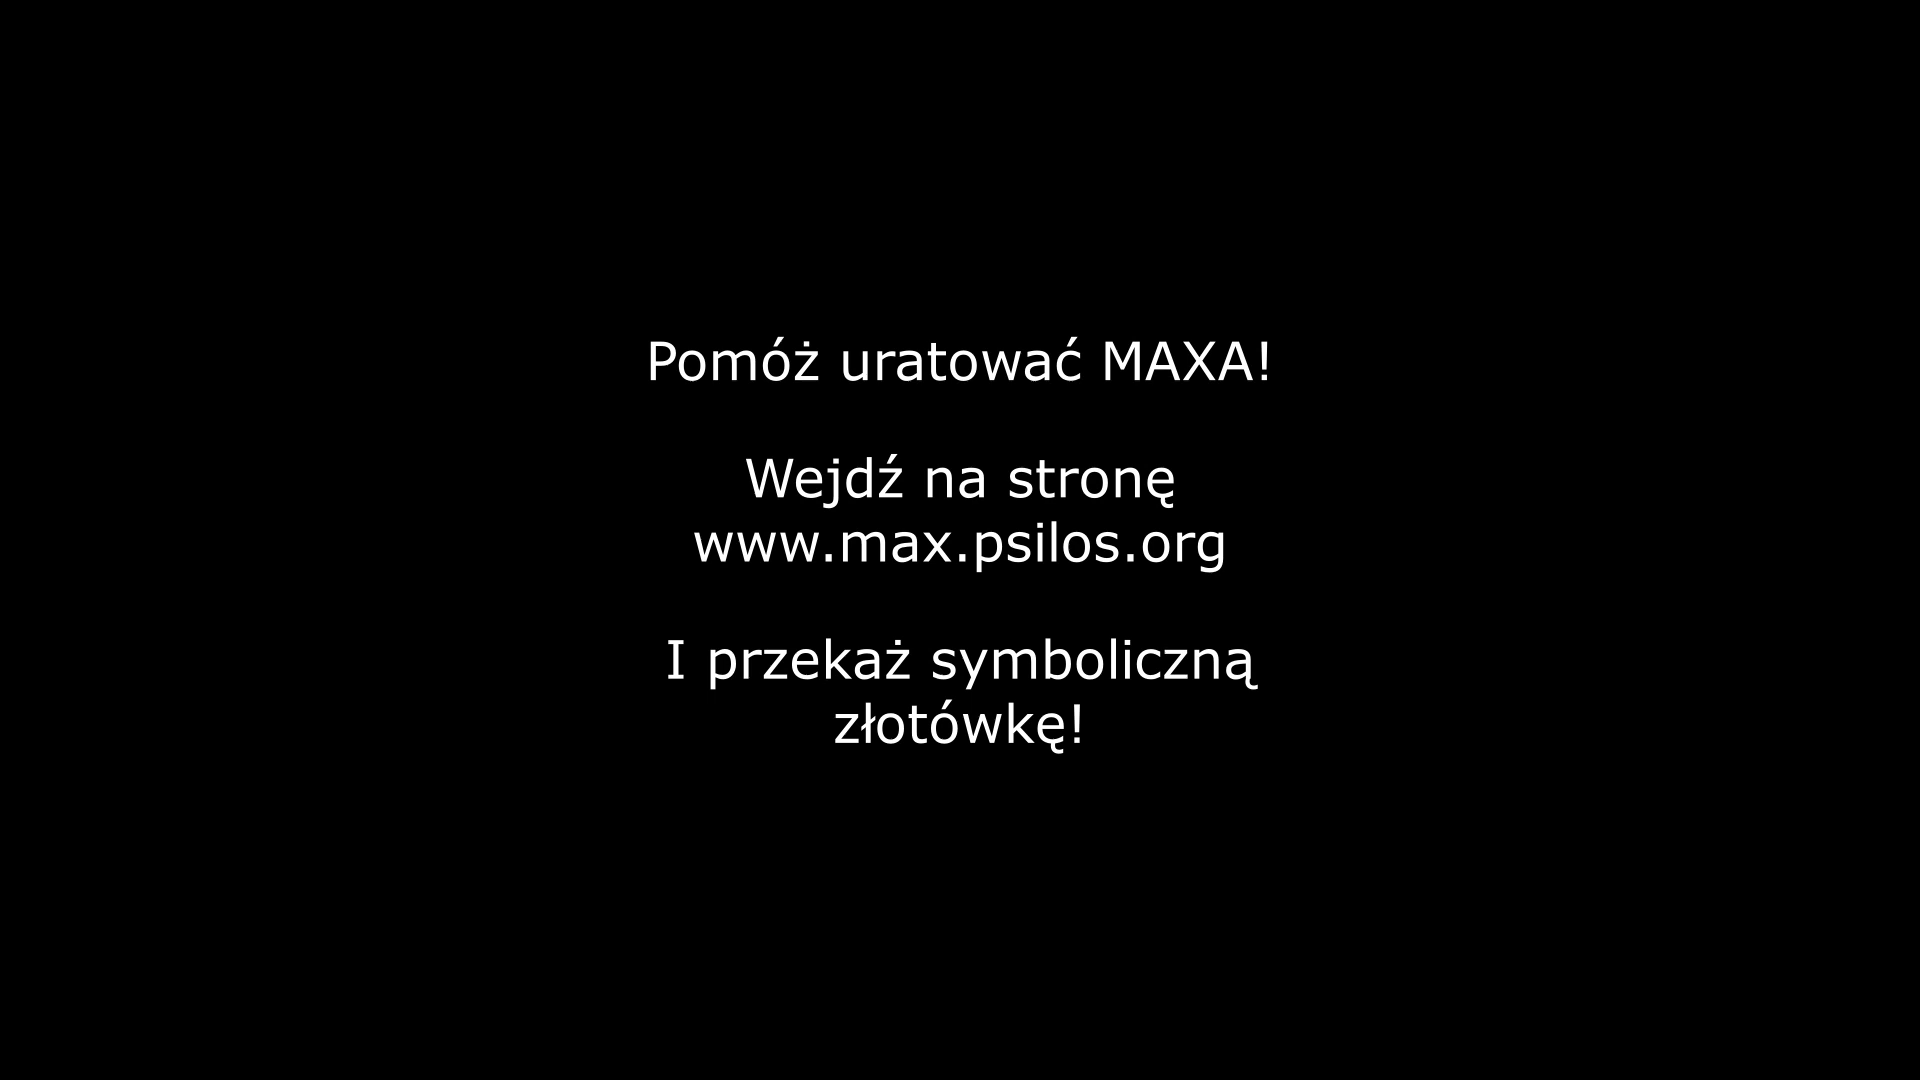 Pomóż uratować MAXA!
Wejdź na stronę
www.max.psilos.org
I przekaż symboliczną
złotówkę!